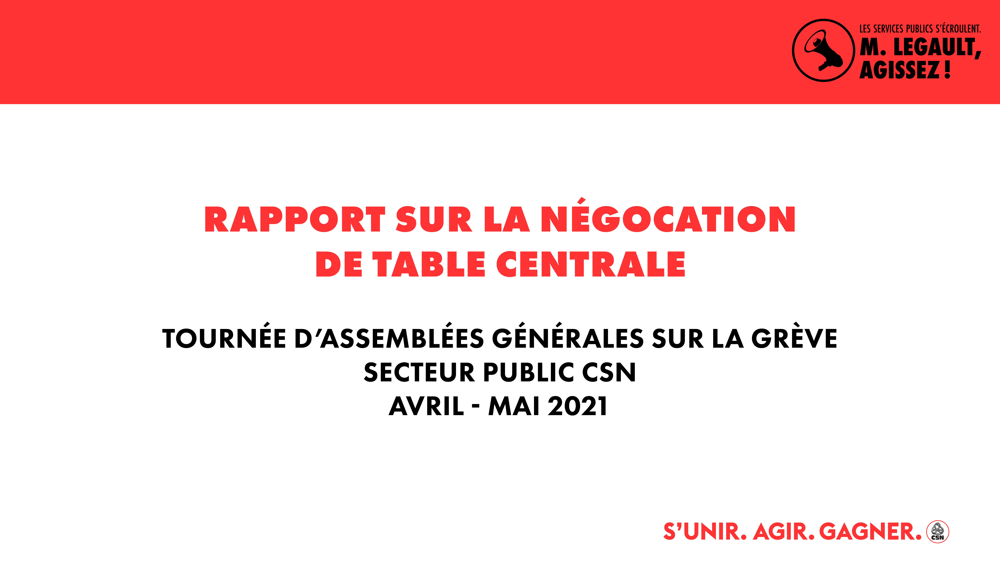 LES SERVICES PUBLICS S'ÉCROULENT.
M. LEGAULT,
AGISSEZ !
RAPPORT SUR LA NÉGOCATION
DE TABLE CENTRALE
TOURNÉE D'ASSEMBLÉES GÉNÉRALES SUR LA GRÈVE
SECTEUR PUBLIC CSN
AVRIL - MAI 2021
S'UNIR. AGIR. GAGNER.
CSN